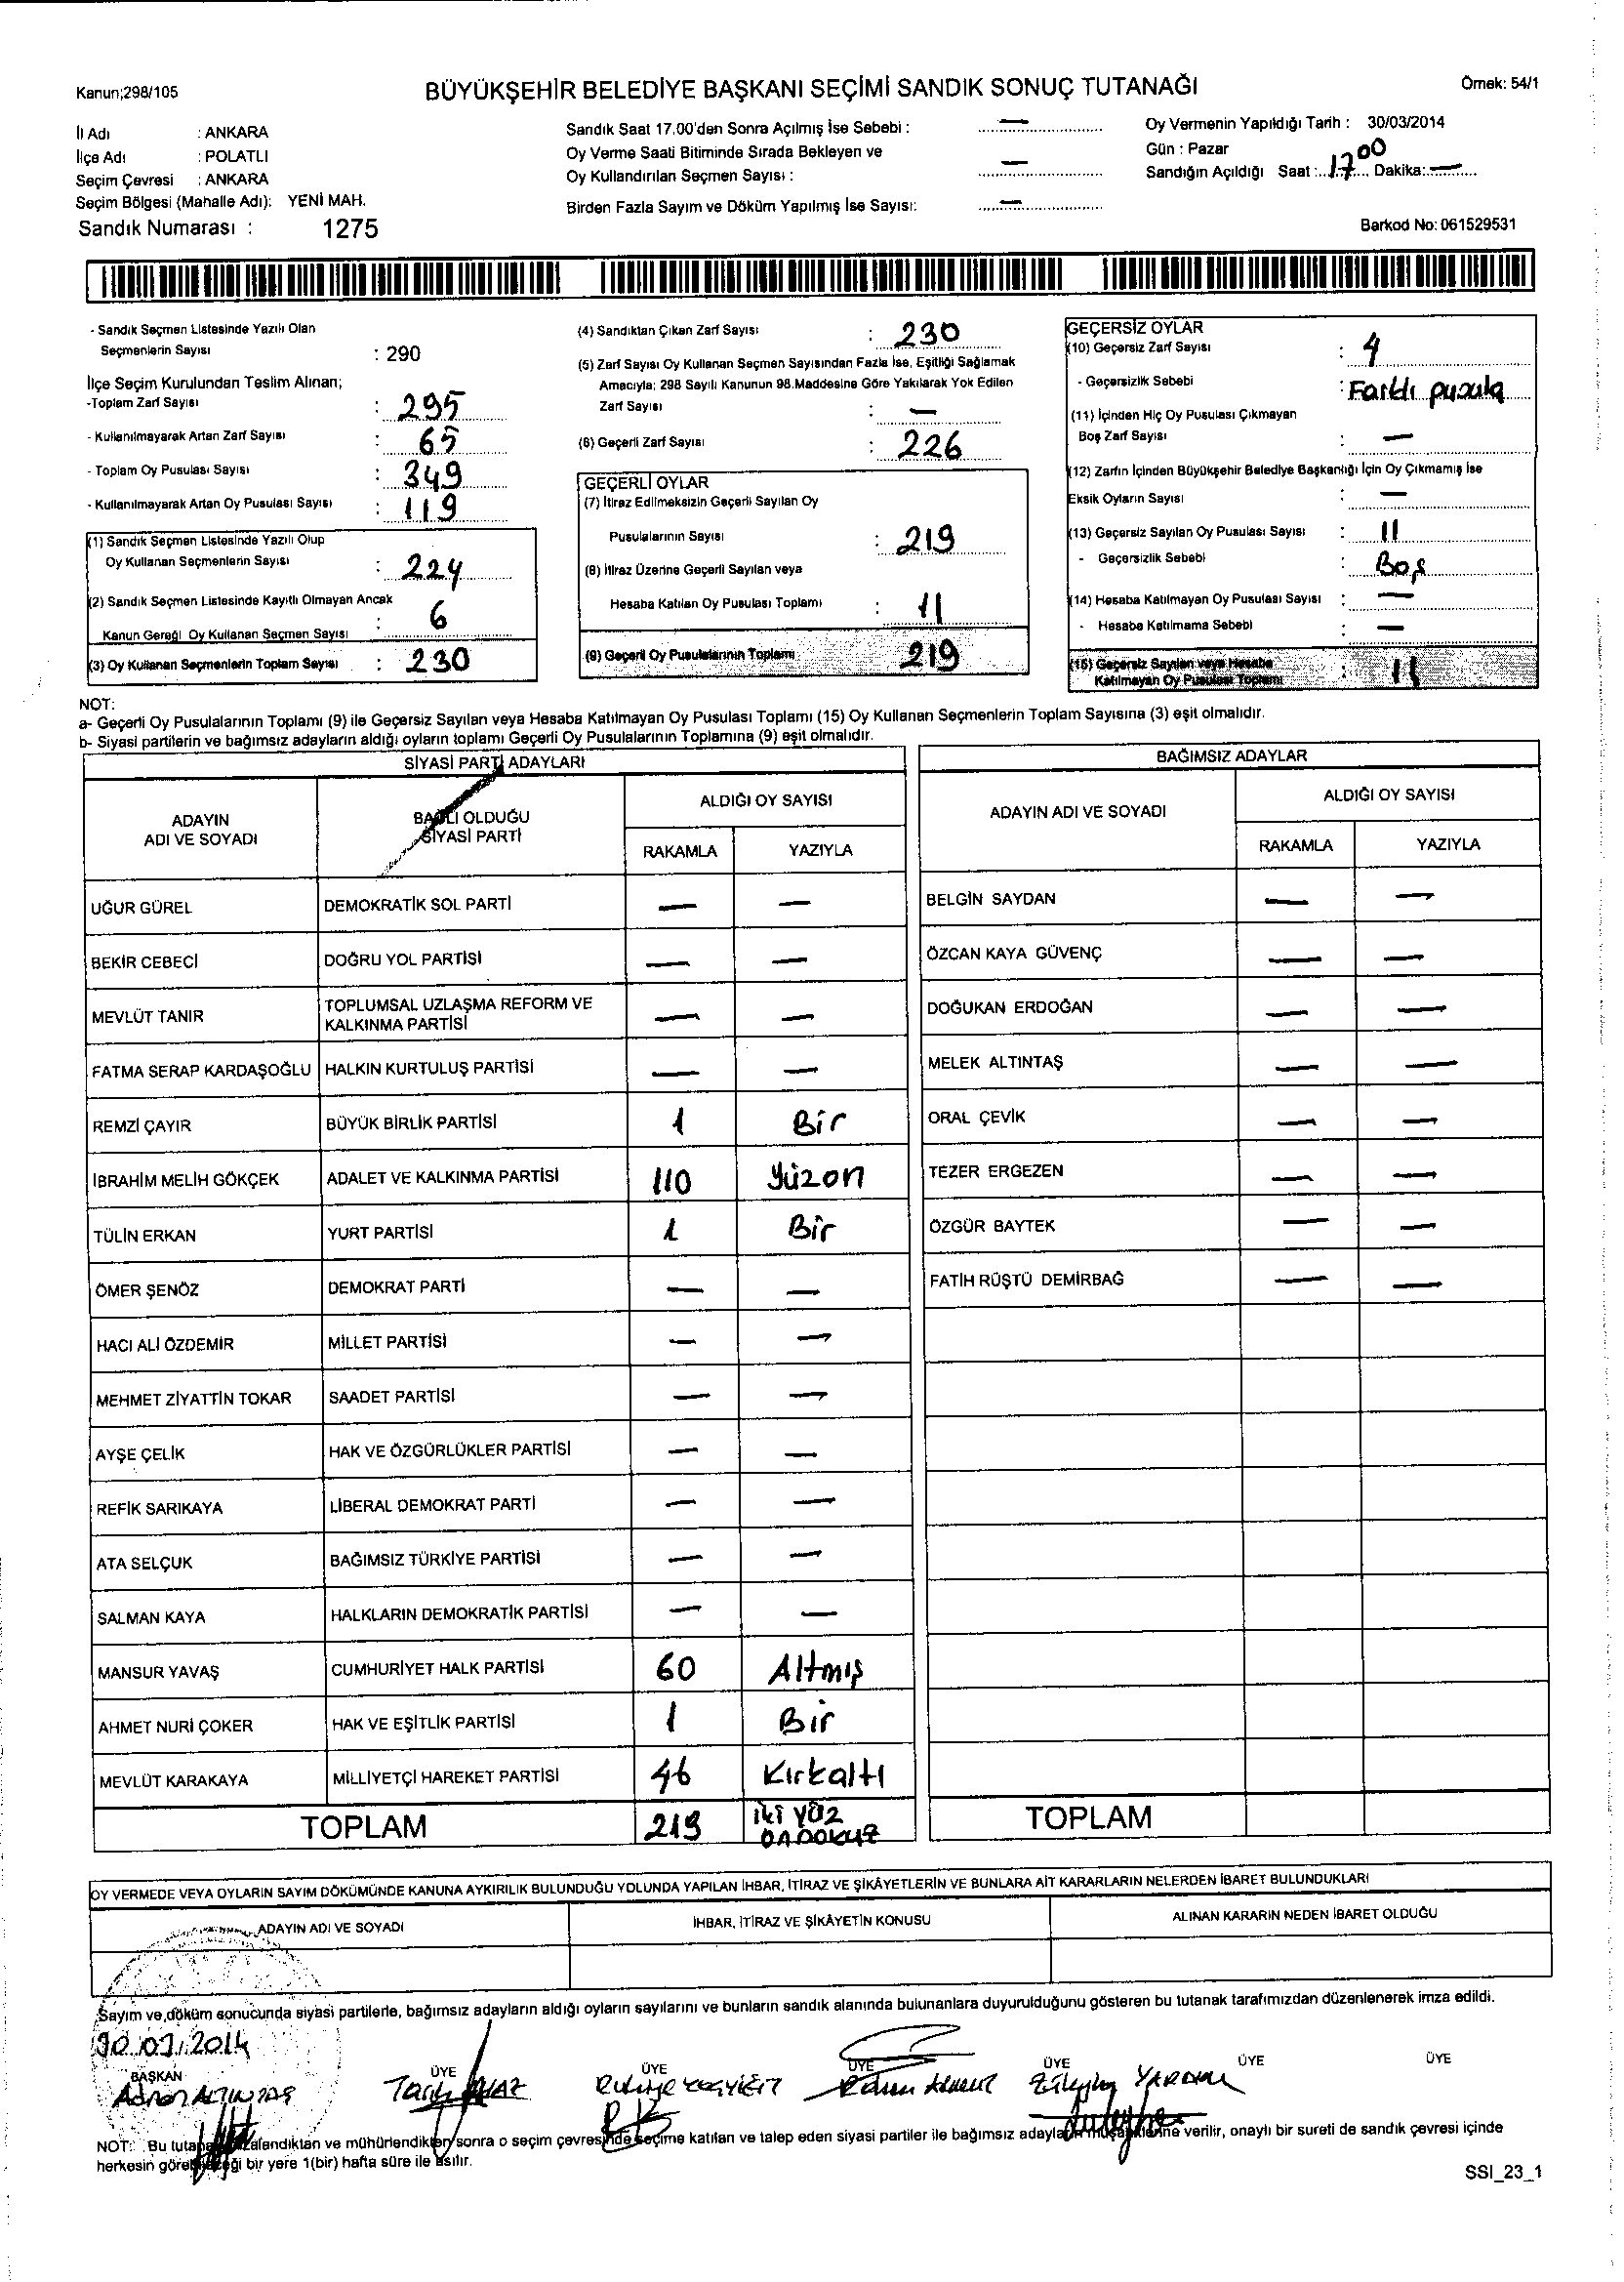 Kanun;298/105
BÜYÜKŞEHİR BELEDİYE BAŞKANI SEÇİMİ SANDIK SONUÇ TUTANAĞI
Örnek: 54/1
İl Adı : ANKARA
İlçe Adı : POLATLI
Seçim Çevresi : ANKARA
Seçim Bölgesi (Mahalle Adı): YENİ MAH.
Sandık Numarası : 1275
Sandık Saat 17.00'den Sonra Açılmış İse Sebebi : —
Oy Verme Saati Bitiminde Sırada Bekleyen ve
Oy Kullandırılan Seçmen Sayısı : —
Birden Fazla Sayım ve Döküm Yapılmış İse Sayısı: —
Oy Vermenin Yapıldığı Tarih : 30/03/2014
Gün : Pazar
Sandığın Açıldığı Saat : 17 00 Dakika: —
Barkod No: 061529531
- Sandık Seçmen Listesinde Yazılı Olan
Seçmenlerin Sayısı : 290
İlçe Seçim Kurulundan Teslim Alınan;
-Toplam Zarf Sayısı : 295
- Kullanılmayarak Artan Zarf Sayısı : 65
- Toplam Oy Pusulası Sayısı : 349
- Kullanılmayarak Artan Oy Pusulası Sayısı : 119
(1) Sandık Seçmen Listesinde Yazılı Olup
Oy Kullanan Seçmenlerin Sayısı : 224
(2) Sandık Seçmen Listesinde Kayıtlı Olmayan Ancak
Kanun Gereği Oy Kullanan Seçmen Sayısı : 6
(3) Oy Kullanan Seçmenlerin Toplam Sayısı : 230
(4) Sandıktan Çıkan Zarf Sayısı : 230
(5) Zarf Sayısı Oy Kullanan Seçmen Sayısından Fazla İse, Eşitliği Sağlamak
Amacıyla; 298 Sayılı Kanunun 98.Maddesine Göre Yakılarak Yok Edilen
Zarf Sayısı : —
(6) Geçerli Zarf Sayısı : 226
GEÇERLİ OYLAR
(7) İtiraz Edilmeksizin Geçerli Sayılan Oy
Pusulalarının Sayısı : 219
(8) İtiraz Üzerine Geçerli Sayılan veya
Hesaba Katılan Oy Pusulası Toplamı : 11
(9) Geçerli Oy Pusulalarının Toplamı 219
GEÇERSİZ OYLAR
(10) Geçersiz Zarf Sayısı : 4
- Geçersizlik Sebebi : Farklı pusula
(11) İçinden Hiç Oy Pusulası Çıkmayan
Boş Zarf Sayısı : —
(12) Zarfın İçinden Büyükşehir Belediye Başkanlığı İçin Oy Çıkmamış İse
Eksik Oyların Sayısı : —
(13) Geçersiz Sayılan Oy Pusulası Sayısı : 11
- Geçersizlik Sebebi : Boş
(14) Hesaba Katılmayan Oy Pusulası Sayısı : —
- Hesaba Katılmama Sebebi : —
(15) Geçersiz Sayılan veya Hesaba
Katılmayan Oy Pusulası Toplamı : 11
NOT:
a- Geçerli Oy Pusulalarının Toplamı (9) ile Geçersiz Sayılan veya Hesaba Katılmayan Oy Pusulası Toplamı (15) Oy Kullanan Seçmenlerin Toplam Sayısına (3) eşit olmalıdır.
b- Siyasi partilerin ve bağımsız adayların aldığı oyların toplamı Geçerli Oy Pusulalarının Toplamına (9) eşit olmalıdır.
SİYASİ PARTİ ADAYLARI
ADAYIN
ADI VE SOYADI
BAĞLI OLDUĞU
SİYASİ PARTİ
ALDIĞI OY SAYISI
RAKAMLA YAZIYLA
UĞUR GÜREL DEMOKRATİK SOL PARTİ — —
BEKİR CEBECİ DOĞRU YOL PARTİSİ — —
MEVLÜT TANIR TOPLUMSAL UZLAŞMA REFORM VE
KALKINMA PARTİSİ — —
FATMA SERAP KARDAŞOĞLU HALKIN KURTULUŞ PARTİSİ — —
REMZİ ÇAYIR BÜYÜK BİRLİK PARTİSİ 1 Bir
İBRAHİM MELİH GÖKÇEK ADALET VE KALKINMA PARTİSİ 110 Yüzon
TÜLİN ERKAN YURT PARTİSİ 1 Bir
ÖMER ŞENÖZ DEMOKRAT PARTİ — —
HACI ALİ ÖZDEMİR MİLLET PARTİSİ — —
MEHMET ZİYATTİN TOKAR SAADET PARTİSİ — —
AYŞE ÇELİK HAK VE ÖZGÜRLÜKLER PARTİSİ — —
REFİK SARIKAYA LİBERAL DEMOKRAT PARTİ — —
ATA SELÇUK BAĞIMSIZ TÜRKİYE PARTİSİ — —
SALMAN KAYA HALKLARIN DEMOKRATİK PARTİSİ — —
MANSUR YAVAŞ CUMHURİYET HALK PARTİSİ 60 Altmış
AHMET NURİ ÇOKER HAK VE EŞİTLİK PARTİSİ 1 Bir
MEVLÜT KARAKAYA MİLLİYETÇİ HAREKET PARTİSİ 46 Kırkaltı
TOPLAM 219 iki yüz
ondokuz
BAĞIMSIZ ADAYLAR
ADAYIN ADI VE SOYADI
ALDIĞI OY SAYISI
RAKAMLA YAZIYLA
BELGİN SAYDAN — —
ÖZCAN KAYA GÜVENÇ — —
DOĞUKAN ERDOĞAN — —
MELEK ALTINTAŞ — —
ORAL ÇEVİK — —
TEZER ERGEZEN — —
ÖZGÜR BAYTEK — —
FATİH RÜŞTÜ DEMİRBAĞ — —
TOPLAM
OY VERMEDE VEYA OYLARIN SAYIM DÖKÜMÜNDE KANUNA AYKIRILIK BULUNDUĞU YOLUNDA YAPILAN İHBAR, İTİRAZ VE ŞİKÂYETLERİN VE BUNLARA AİT KARARLARIN NELERDEN İBARET BULUNDUKLARI
ADAYIN ADI VE SOYADI
İHBAR, İTİRAZ VE ŞİKÂYETİN KONUSU
ALINAN KARARIN NEDEN İBARET OLDUĞU
Sayım ve döküm sonucunda siyasi partilerle, bağımsız adayların aldığı oyların sayılarını ve bunların sandık alanında bulunanlara duyurulduğunu gösteren bu tutanak tarafımızdan düzenlenerek imza edildi.
30.03.2014
BAŞKAN ÜYE ÜYE ÜYE ÜYE ÜYE ÜYE
Adnan ALTINTAŞ
YARDIM
NOT: Bu tutanak imzalandıktan ve mühürlendikten sonra o seçim çevresinde seçime katılan ve talep eden siyasi partiler ile bağımsız adayların müşahitlerine verilir, onaylı bir sureti de sandık çevresi içinde
herkesin görebileceği bir yere 1(bir) hafta süre ile asılır.
SSI_23_1